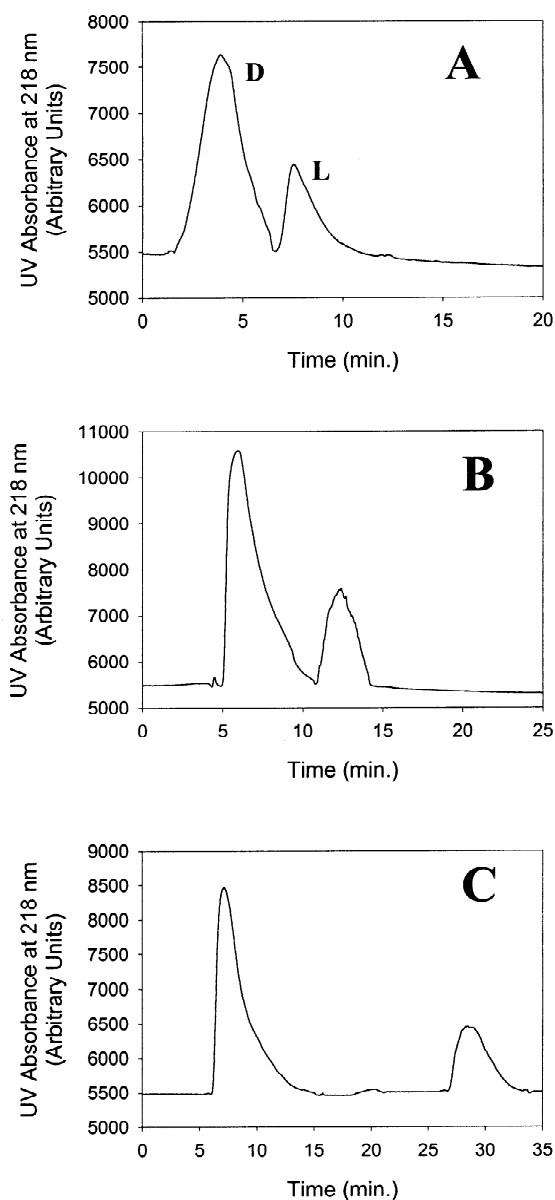 8000
7500
7000
6500
6000
5500
5000
UV Absorbance at 218 nm
(Arbitrary Units)
A
D
L
0 5 10 15 20
Time (min.)
11000
10000
9000
8000
7000
6000
5000
UV Absorbance at 218 nm
(Arbitrary Units)
B
0 5 10 15 20 25
Time (min.)
9000
8500
8000
7500
7000
6500
6000
5500
5000
UV Absorbance at 218 nm
(Arbitrary Units)
C
0 5 10 15 20 25 30 35
Time (min.)